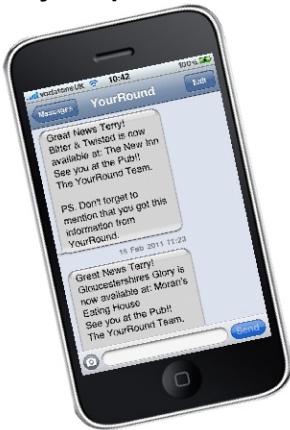 vodafone UK 10:42 100%
Messages YourRound Edit
Great News Terry!
Bitter & Twisted is now
available at: The New Inn
See you at the Pub!!
The YourRound Team.
PS. Don't forget to
mention that you got this
information from
YourRound.
15 Feb 2011 11:23
Great News Terry!
Gloucestershires Glory is
now available at: Moran's
Eating House
See you at the Pub!!
The YourRound Team.
Send